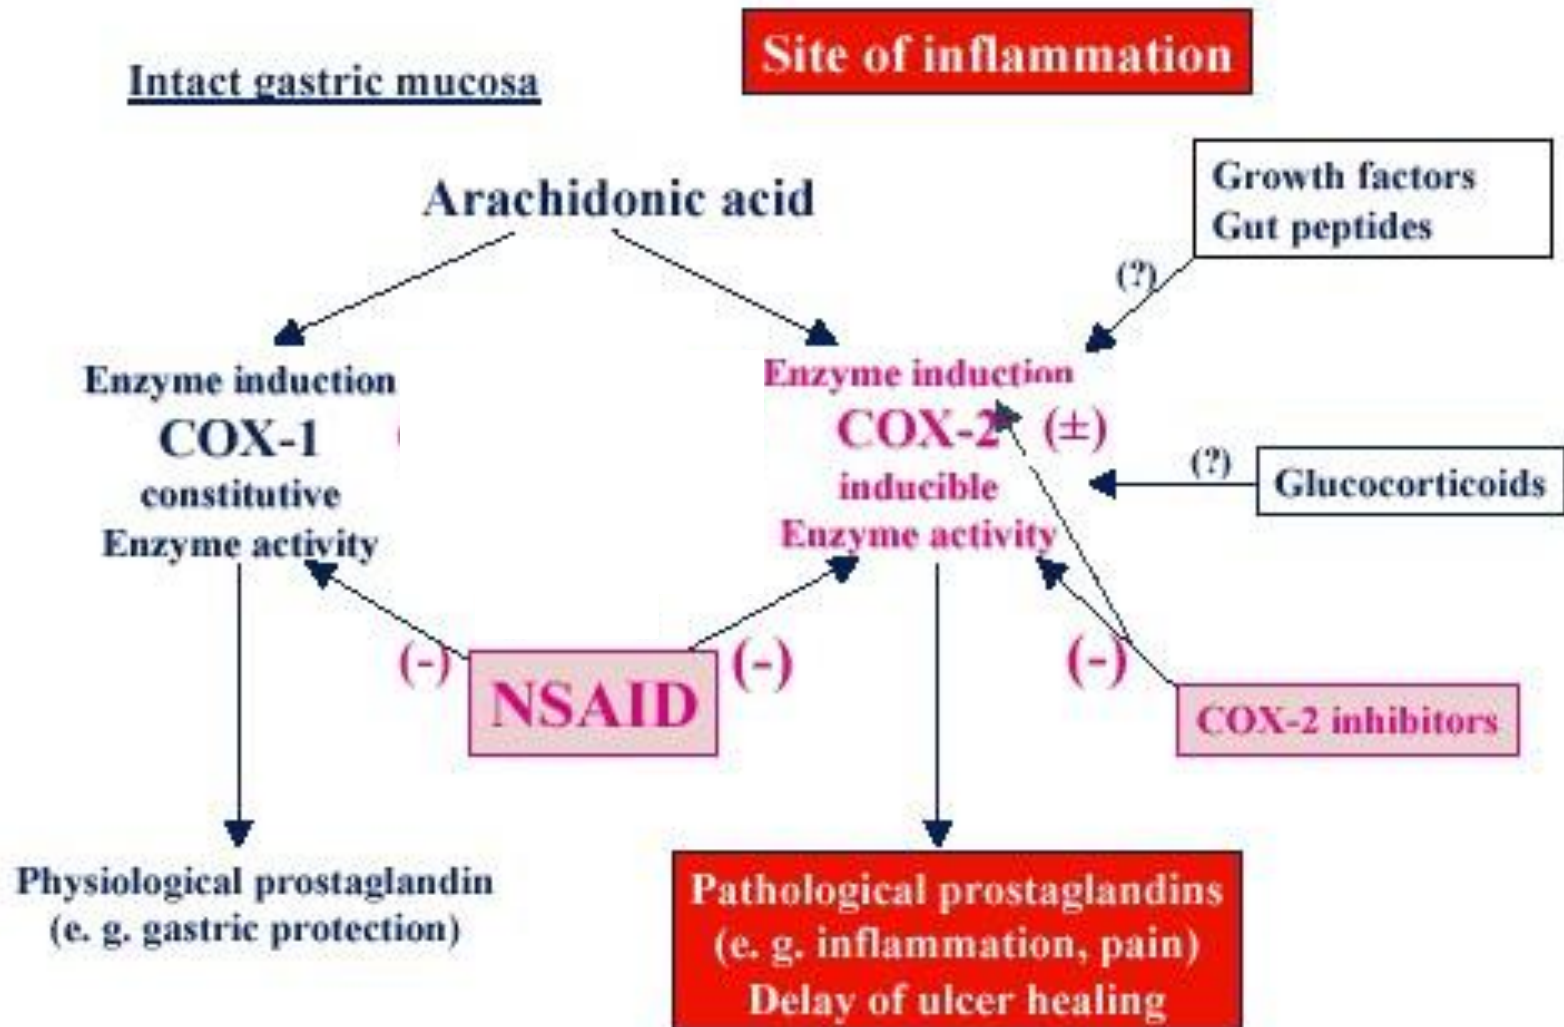 Site of inflammation
Intact gastric mucosa
Growth factors
Gut peptides
Arachidonic acid
(?)
Enzyme induction
COX-1
constitutive
Enzyme activity
Enzyme induction
COX-2 (±)
inducible
Enzyme activity
(?)
Glucocorticoids
(-)
NSAID
(-)
(-)
COX-2 inhibitors
Physiological prostaglandin
(e. g. gastric protection)
Pathological prostaglandins
(e. g. inflammation, pain)
Delay of ulcer healing